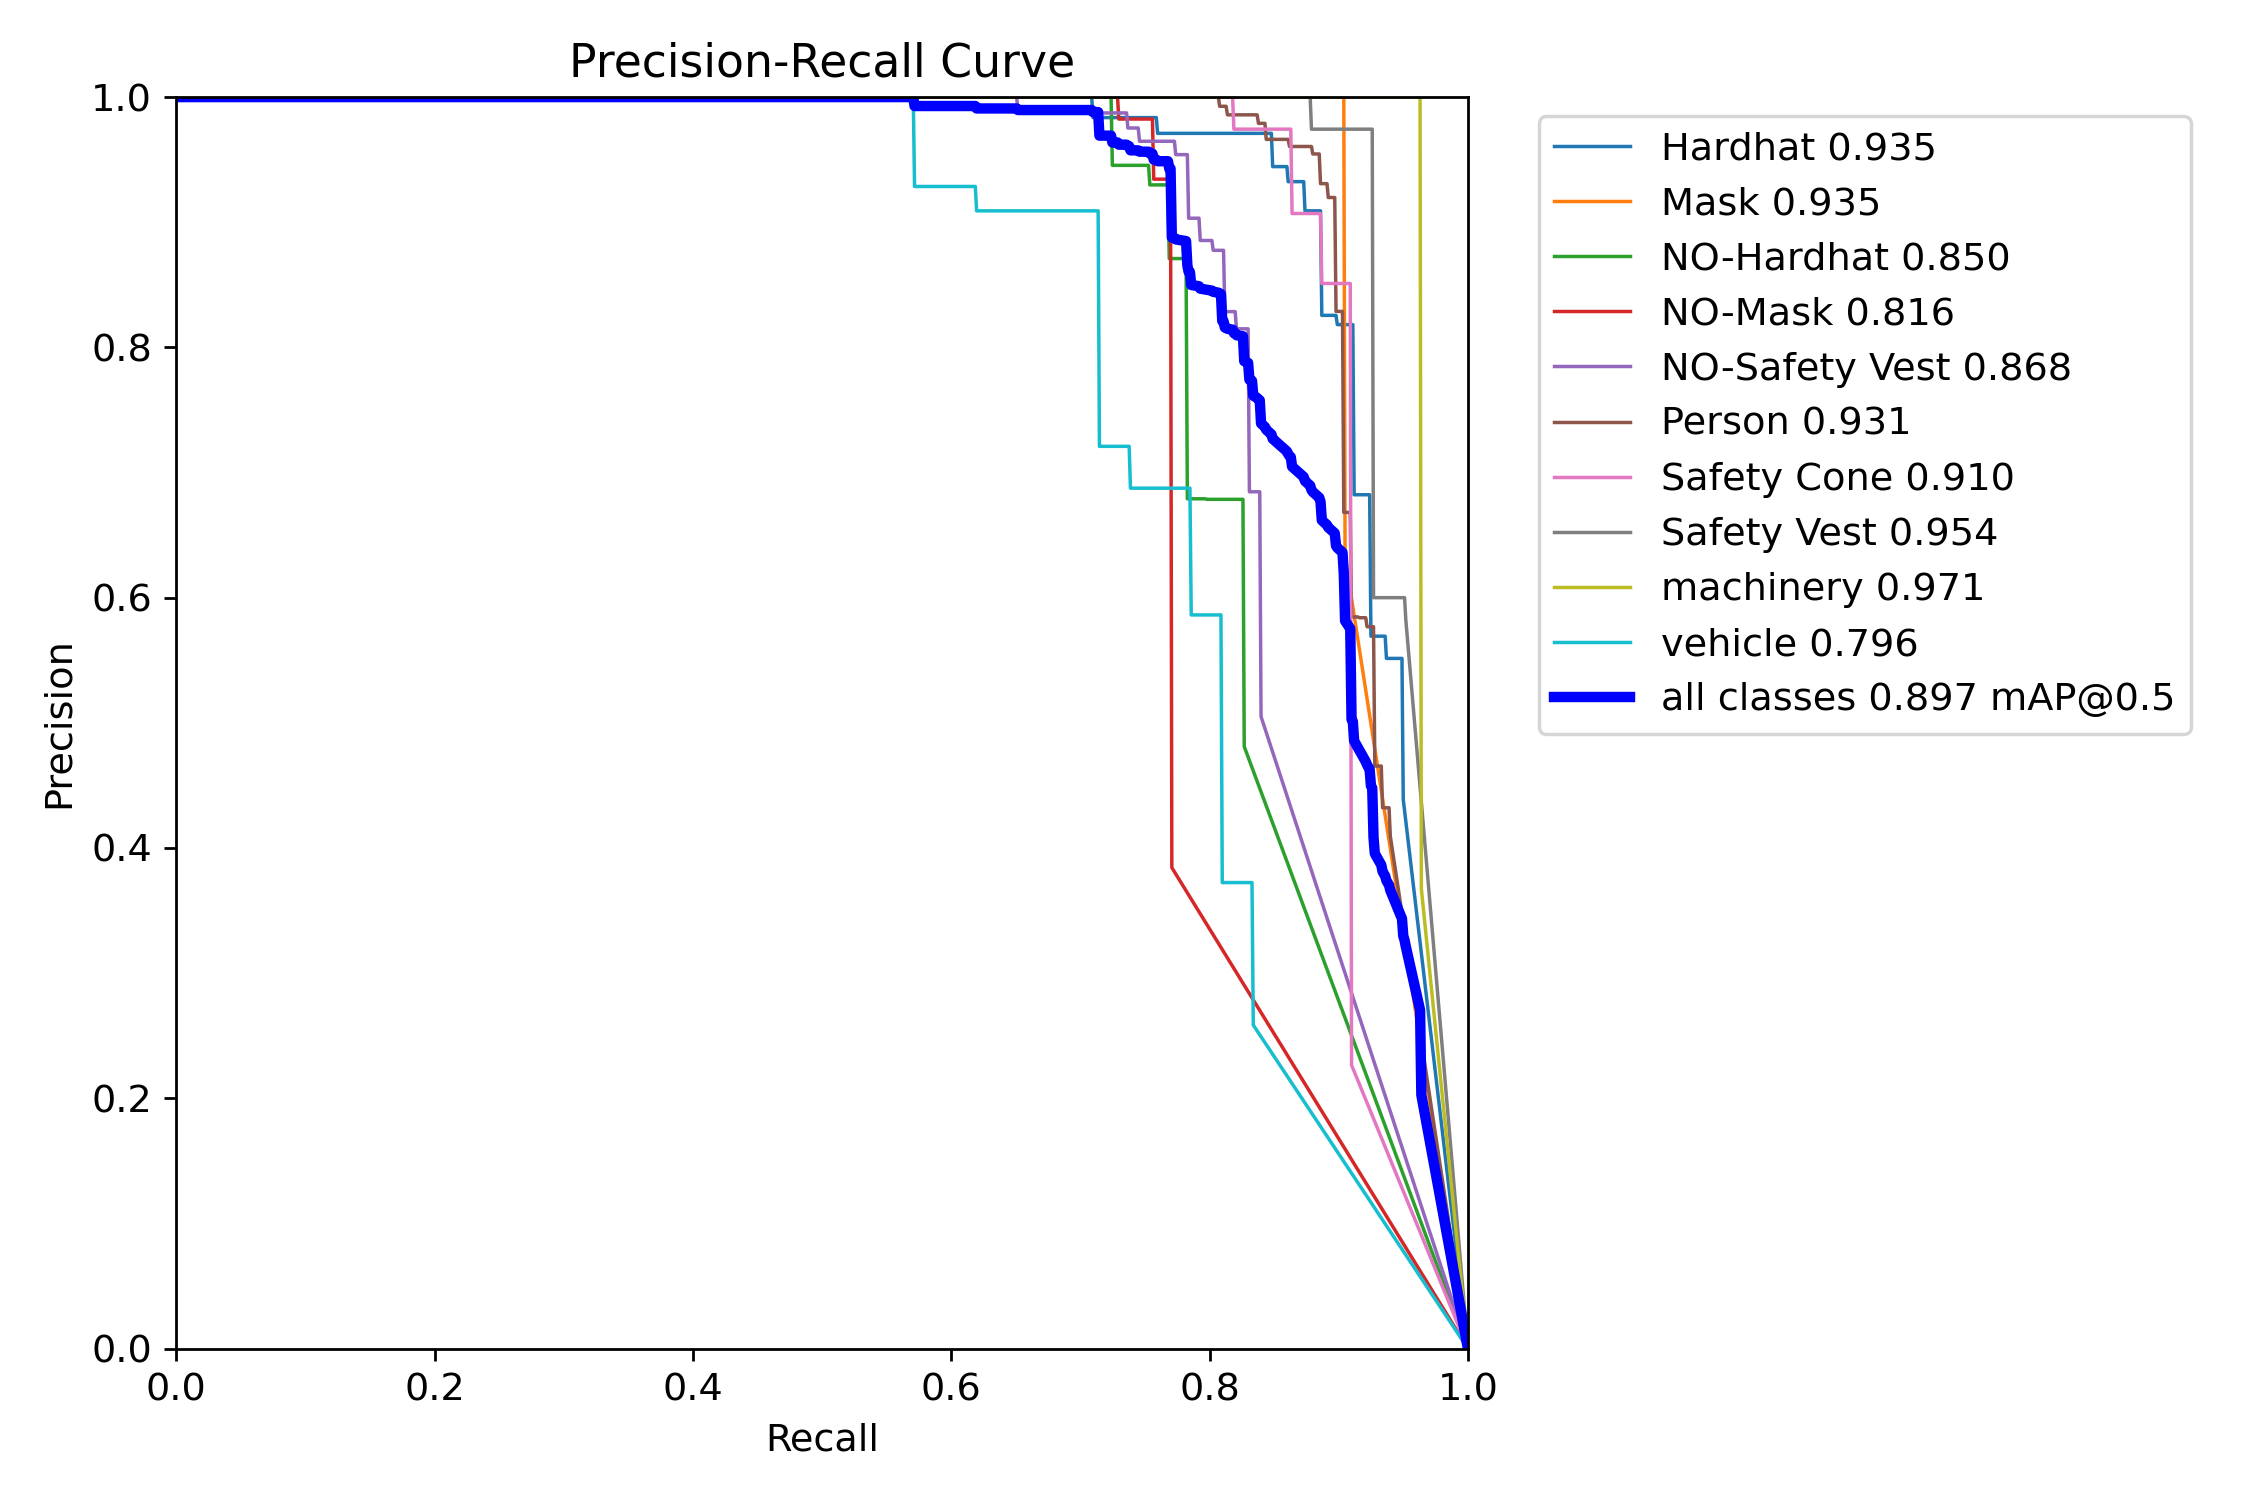 Precision-Recall Curve
1.0
0.8
0.6
0.4
0.2
0.0
Precision
0.0 0.2 0.4 0.6 0.8 1.0
Recall
Hardhat 0.935
Mask 0.935
NO-Hardhat 0.850
NO-Mask 0.816
NO-Safety Vest 0.868
Person 0.931
Safety Cone 0.910
Safety Vest 0.954
machinery 0.971
vehicle 0.796
all classes 0.897 mAP@0.5